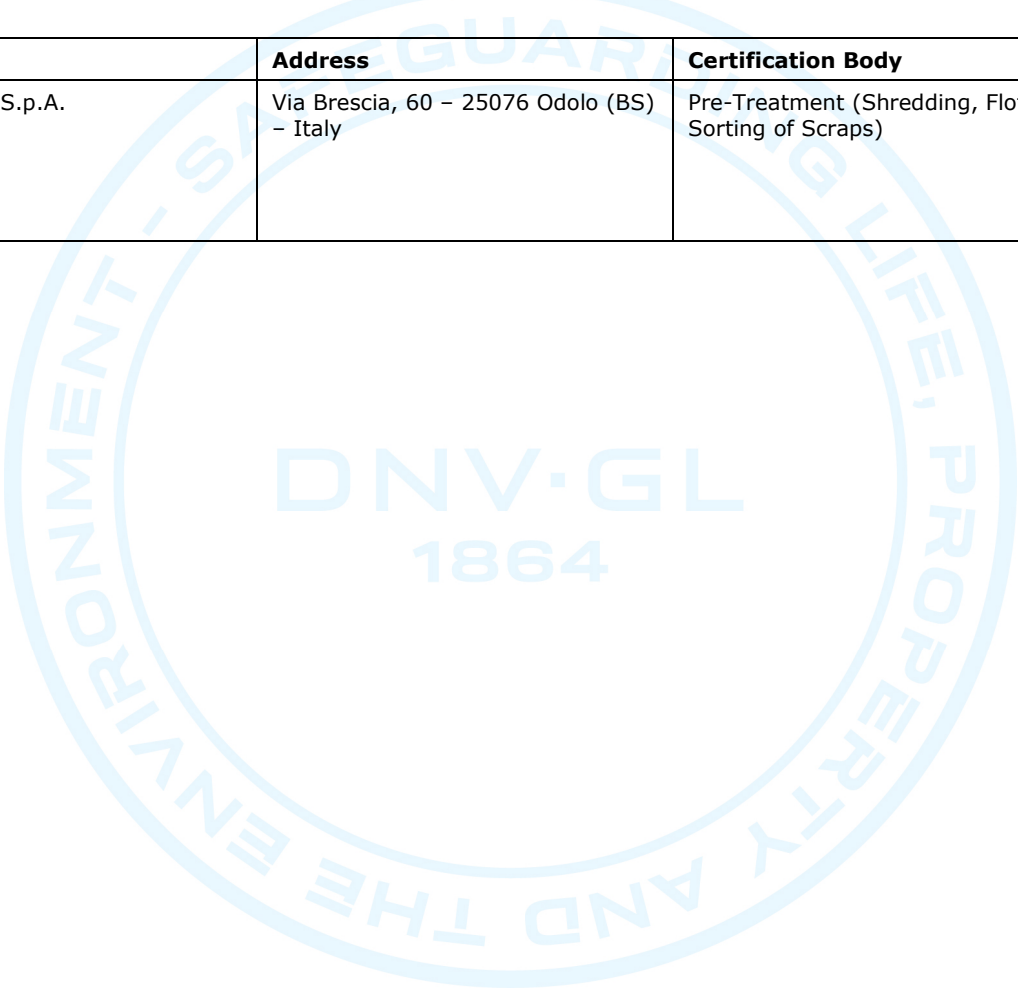 Address Certification Body
S.p.A. Via Brescia, 60 – 25076 Odolo (BS) Pre-Treatment (Shredding,
– Italy Sorting of Scraps)
SAFEGUARDING LIFE, PROPERTY AND THE ENVIRONMENT -
DNV·GL
1864